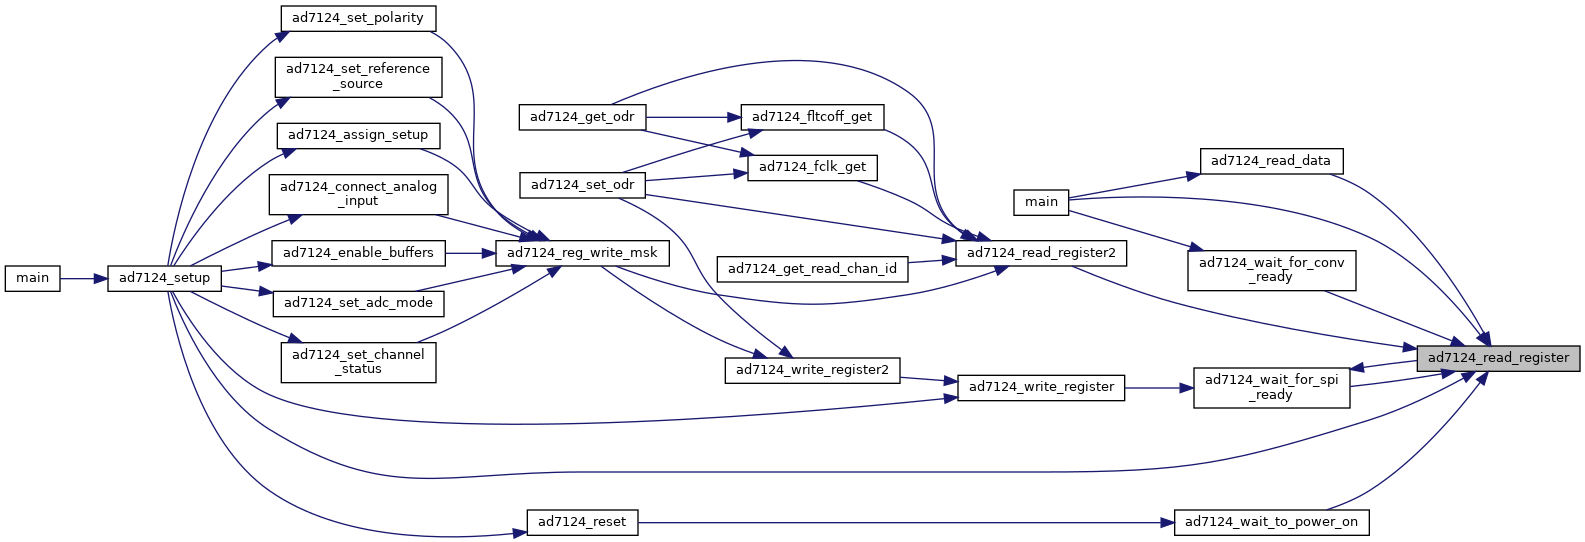 ad7124_set_polarity
ad7124_set_reference
_source
ad7124_assign_setup
ad7124_connect_analog
_input
ad7124_enable_buffers
ad7124_set_adc_mode
ad7124_set_channel
_status
main
ad7124_setup
ad7124_get_odr
ad7124_set_odr
ad7124_reg_write_msk
ad7124_reset
ad7124_fltcoff_get
ad7124_fclk_get
ad7124_get_read_chan_id
ad7124_write_register2
ad7124_read_register2
ad7124_write_register
main
ad7124_read_data
ad7124_wait_for_conv
_ready
ad7124_wait_for_spi
_ready
ad7124_wait_to_power_on
ad7124_read_register